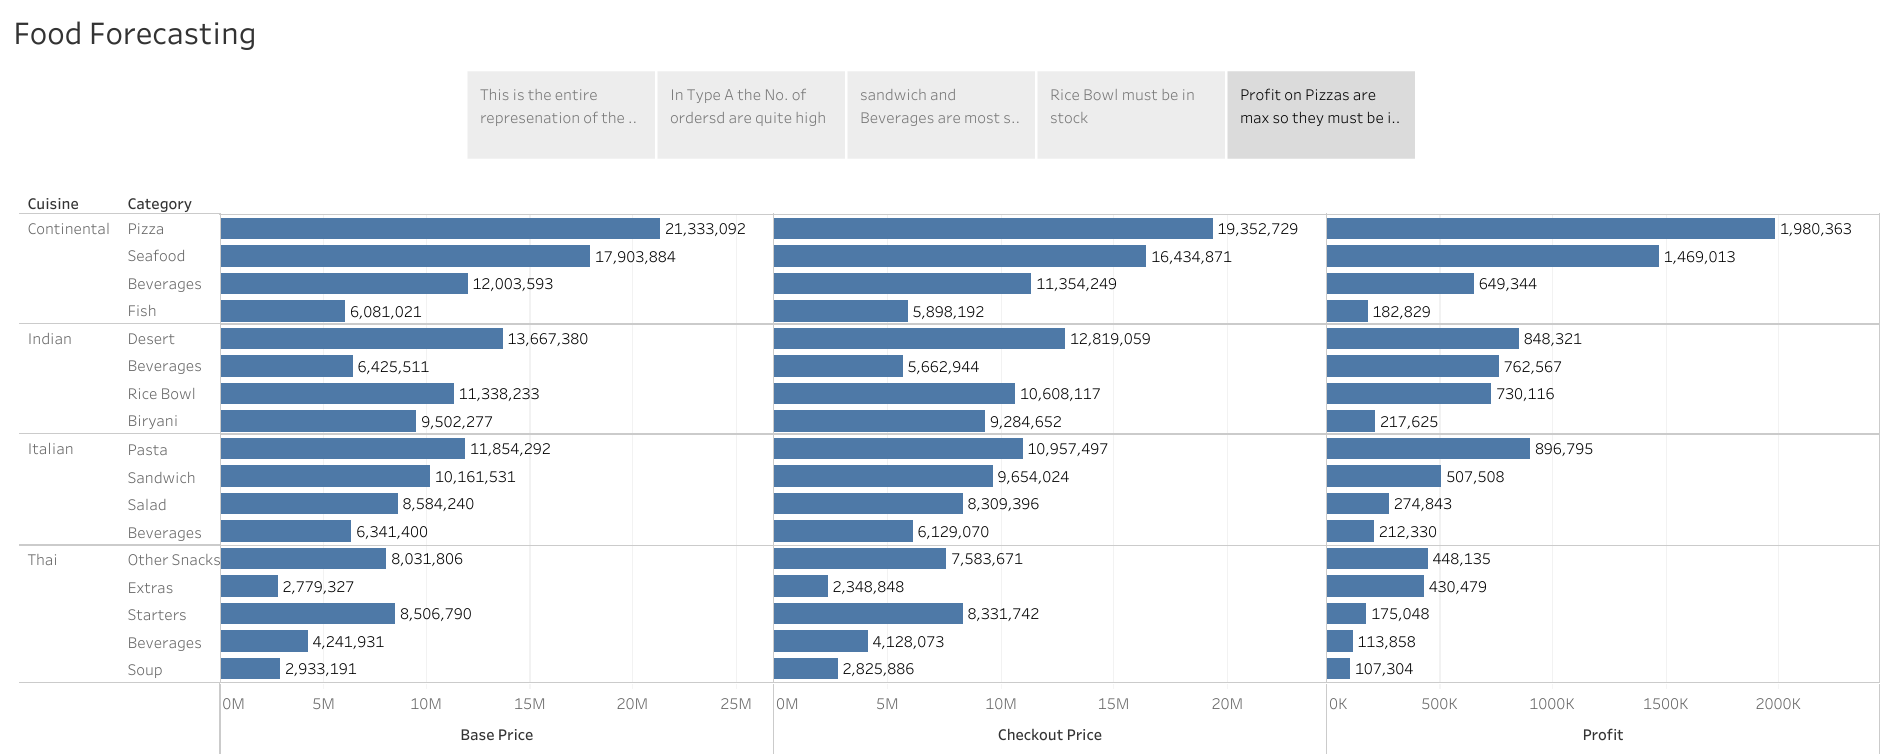 Food Forecasting
This is the entire
represenation of the ..
In Type A the No. of
ordersd are quite high
sandwich and
Beverages are most s..
Rice Bowl must be in
stock
Profit on Pizzas are
max so they must be i..
Cuisine Category
Continental Pizza 21,333,092 19,352,729 1,980,363
Seafood 17,903,884 16,434,871 1,469,013
Beverages 12,003,593 11,354,249 649,344
Fish 6,081,021 5,898,192 182,829
Indian Desert 13,667,380 12,819,059 848,321
Beverages 6,425,511 5,662,944 762,567
Rice Bowl 11,338,233 10,608,117 730,116
Biryani 9,502,277 9,284,652 217,625
Italian Pasta 11,854,292 10,957,497 896,795
Sandwich 10,161,531 9,654,024 507,508
Salad 8,584,240 8,309,396 274,843
Beverages 6,341,400 6,129,070 212,330
Thai Other Snacks 8,031,806 7,583,671 448,135
Extras 2,779,327 2,348,848 430,479
Starters 8,506,790 8,331,742 175,048
Beverages 4,241,931 4,128,073 113,858
Soup 2,933,191 2,825,886 107,304
0M 5M 10M 15M 20M 25M 0M 5M 10M 15M 20M 0K 500K 1000K 1500K 2000K
Base Price Checkout Price Profit